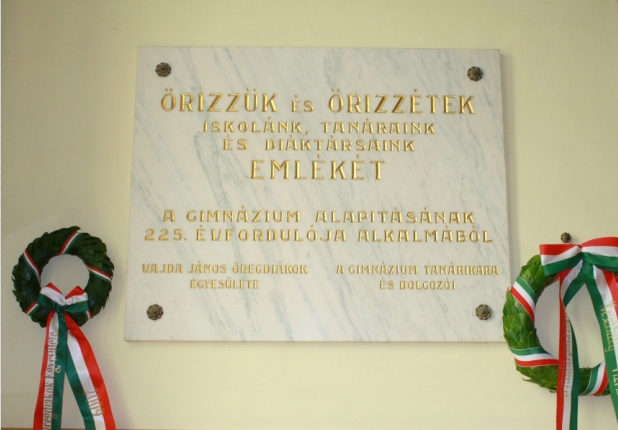 ŐRIZZÜK ÉS ŐRIZZÉTEK
ISKOLÁNK, TANÁRAINK
ÉS DIÁKTÁRSAINK
EMLÉKÉT
A GIMNÁZIUM ALAPÍTÁSÁNAK
225. ÉVFORDULÓJA ALKALMÁBÓL
VAJDA JÁNOS ÖREGDIÁKOK
EGYESÜLETE
A GIMNÁZIUM TANÁRIKARA
ÉS DOLGOZÓI